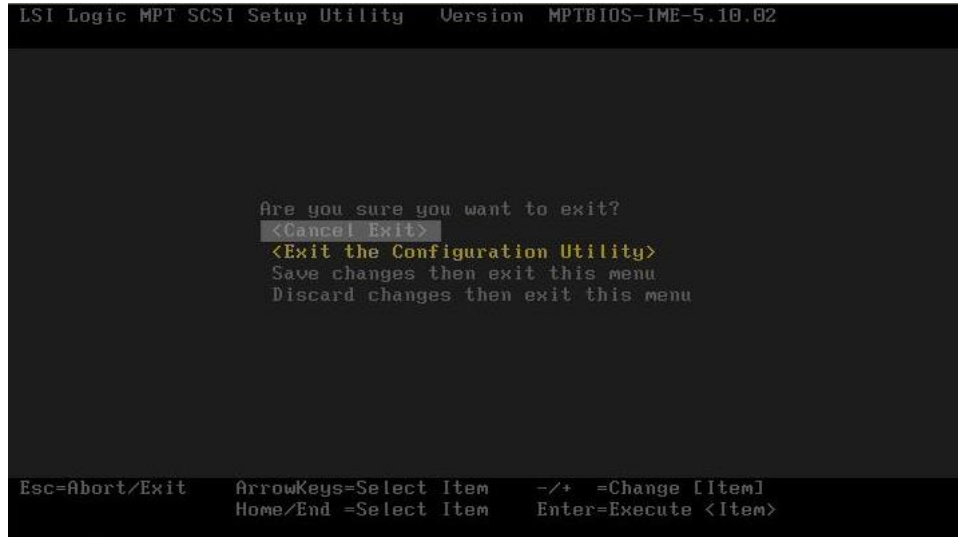 LSI Logic MPT SCSI Setup Utility   Version  MPTBIOS-IME-5.10.02
Are you sure you want to exit?
<Cancel Exit>
<Exit the Configuration Utility>
Save changes then exit this menu
Discard changes then exit this menu
Esc=Abort/Exit    ArrowKeys=Select Item    -/+  =Change [Item]
Home/End =Select Item    Enter=Execute <Item>